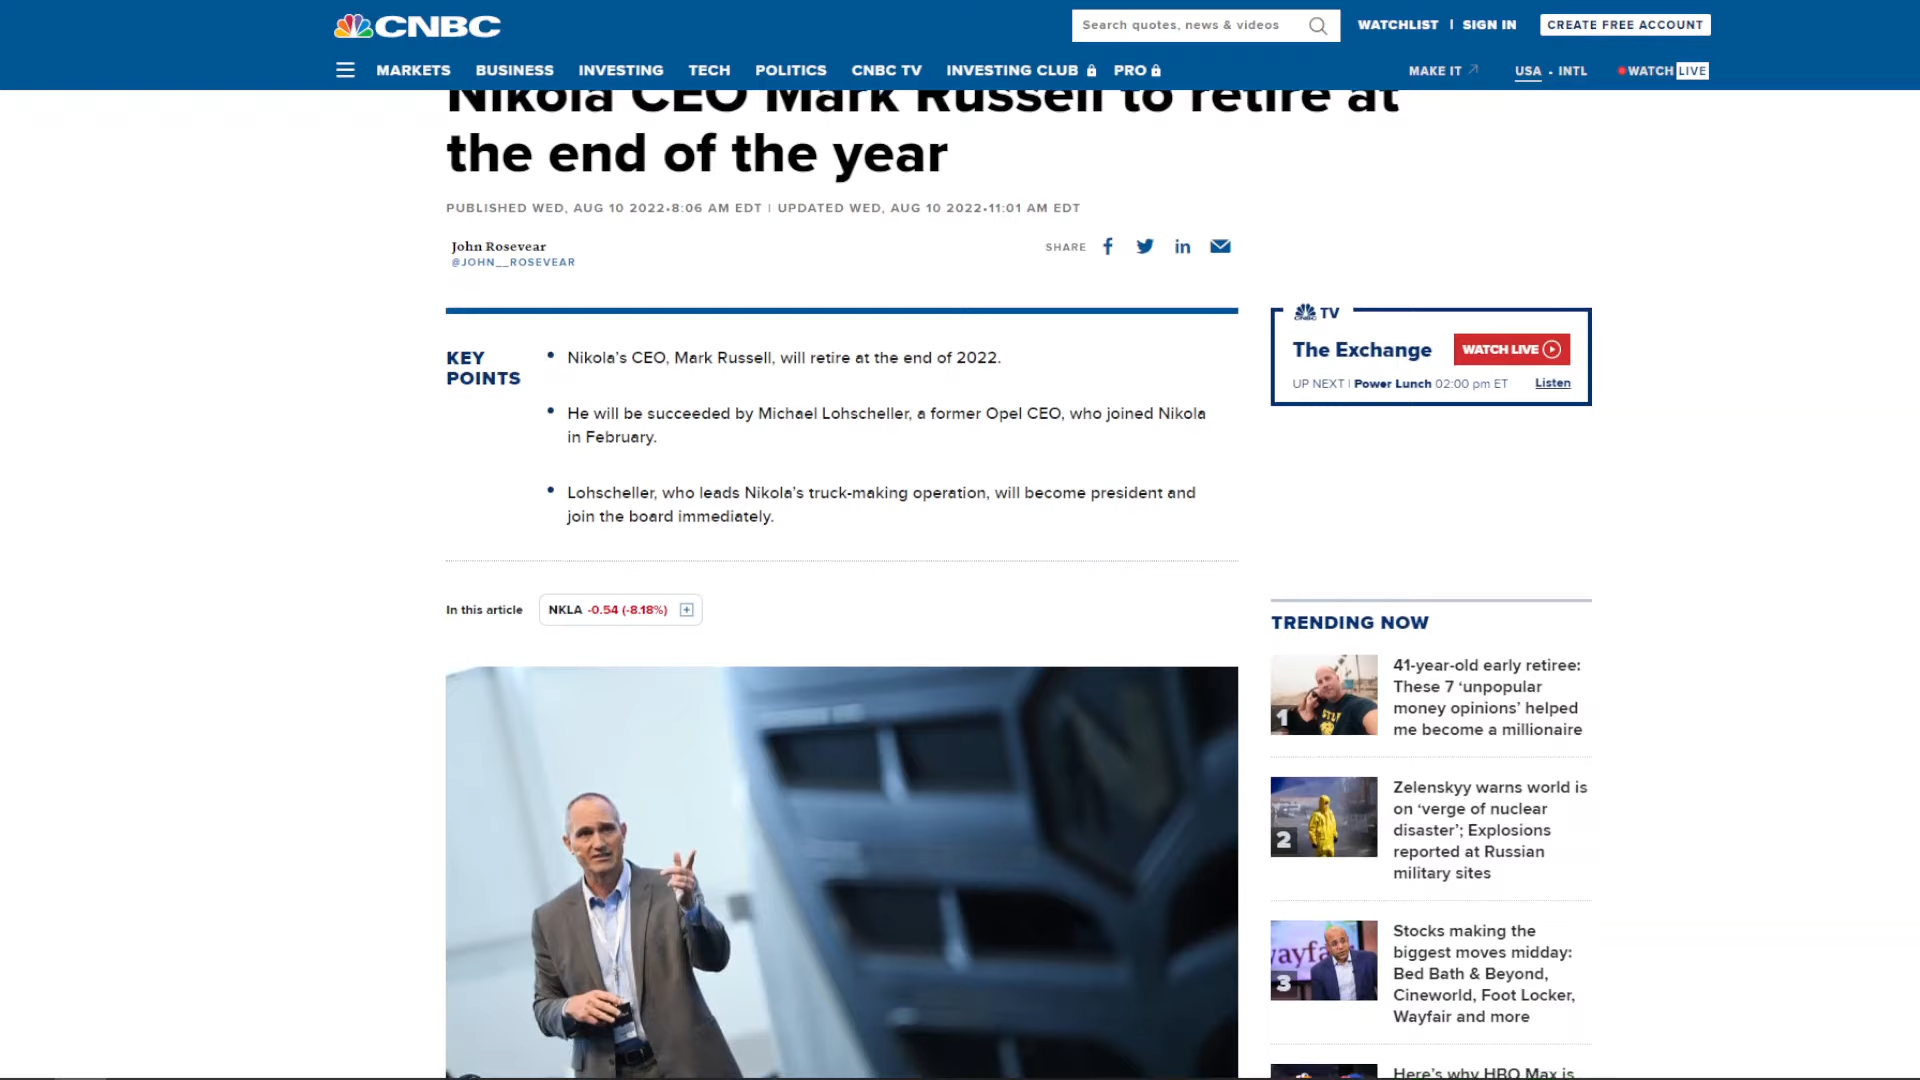 CNBC
Search quotes, news & videos
WATCHLIST | SIGN IN
CREATE FREE ACCOUNT
MARKETS BUSINESS INVESTING TECH POLITICS CNBC TV INVESTING CLUB PRO
MAKE IT
USA • INTL
WATCH LIVE
Nikola CEO Mark Russell to retire at
the end of the year
PUBLISHED WED, AUG 10 2022•8:06 AM EDT | UPDATED WED, AUG 10 2022•11:01 AM EDT
John Rosevear
@JOHN__ROSEVEAR
SHARE
KEY
POINTS
Nikola’s CEO, Mark Russell, will retire at the end of 2022.
He will be succeeded by Michael Lohscheller, a former Opel CEO, who joined Nikola
in February.
Lohscheller, who leads Nikola’s truck-making operation, will become president and
join the board immediately.
In this article
NKLA -0.54 (-8.18%)
CNBC TV
The Exchange
WATCH LIVE
UP NEXT | Power Lunch 02:00 pm ET
Listen
TRENDING NOW
1
41-year-old early retiree:
These 7 ‘unpopular
money opinions’ helped
me become a millionaire
2
Zelenskyy warns world is
on ‘verge of nuclear
disaster’; Explosions
reported at Russian
military sites
3
Stocks making the
biggest moves midday:
Bed Bath & Beyond,
Cineworld, Foot Locker,
Wayfair and more
Here’s why HBO Max is